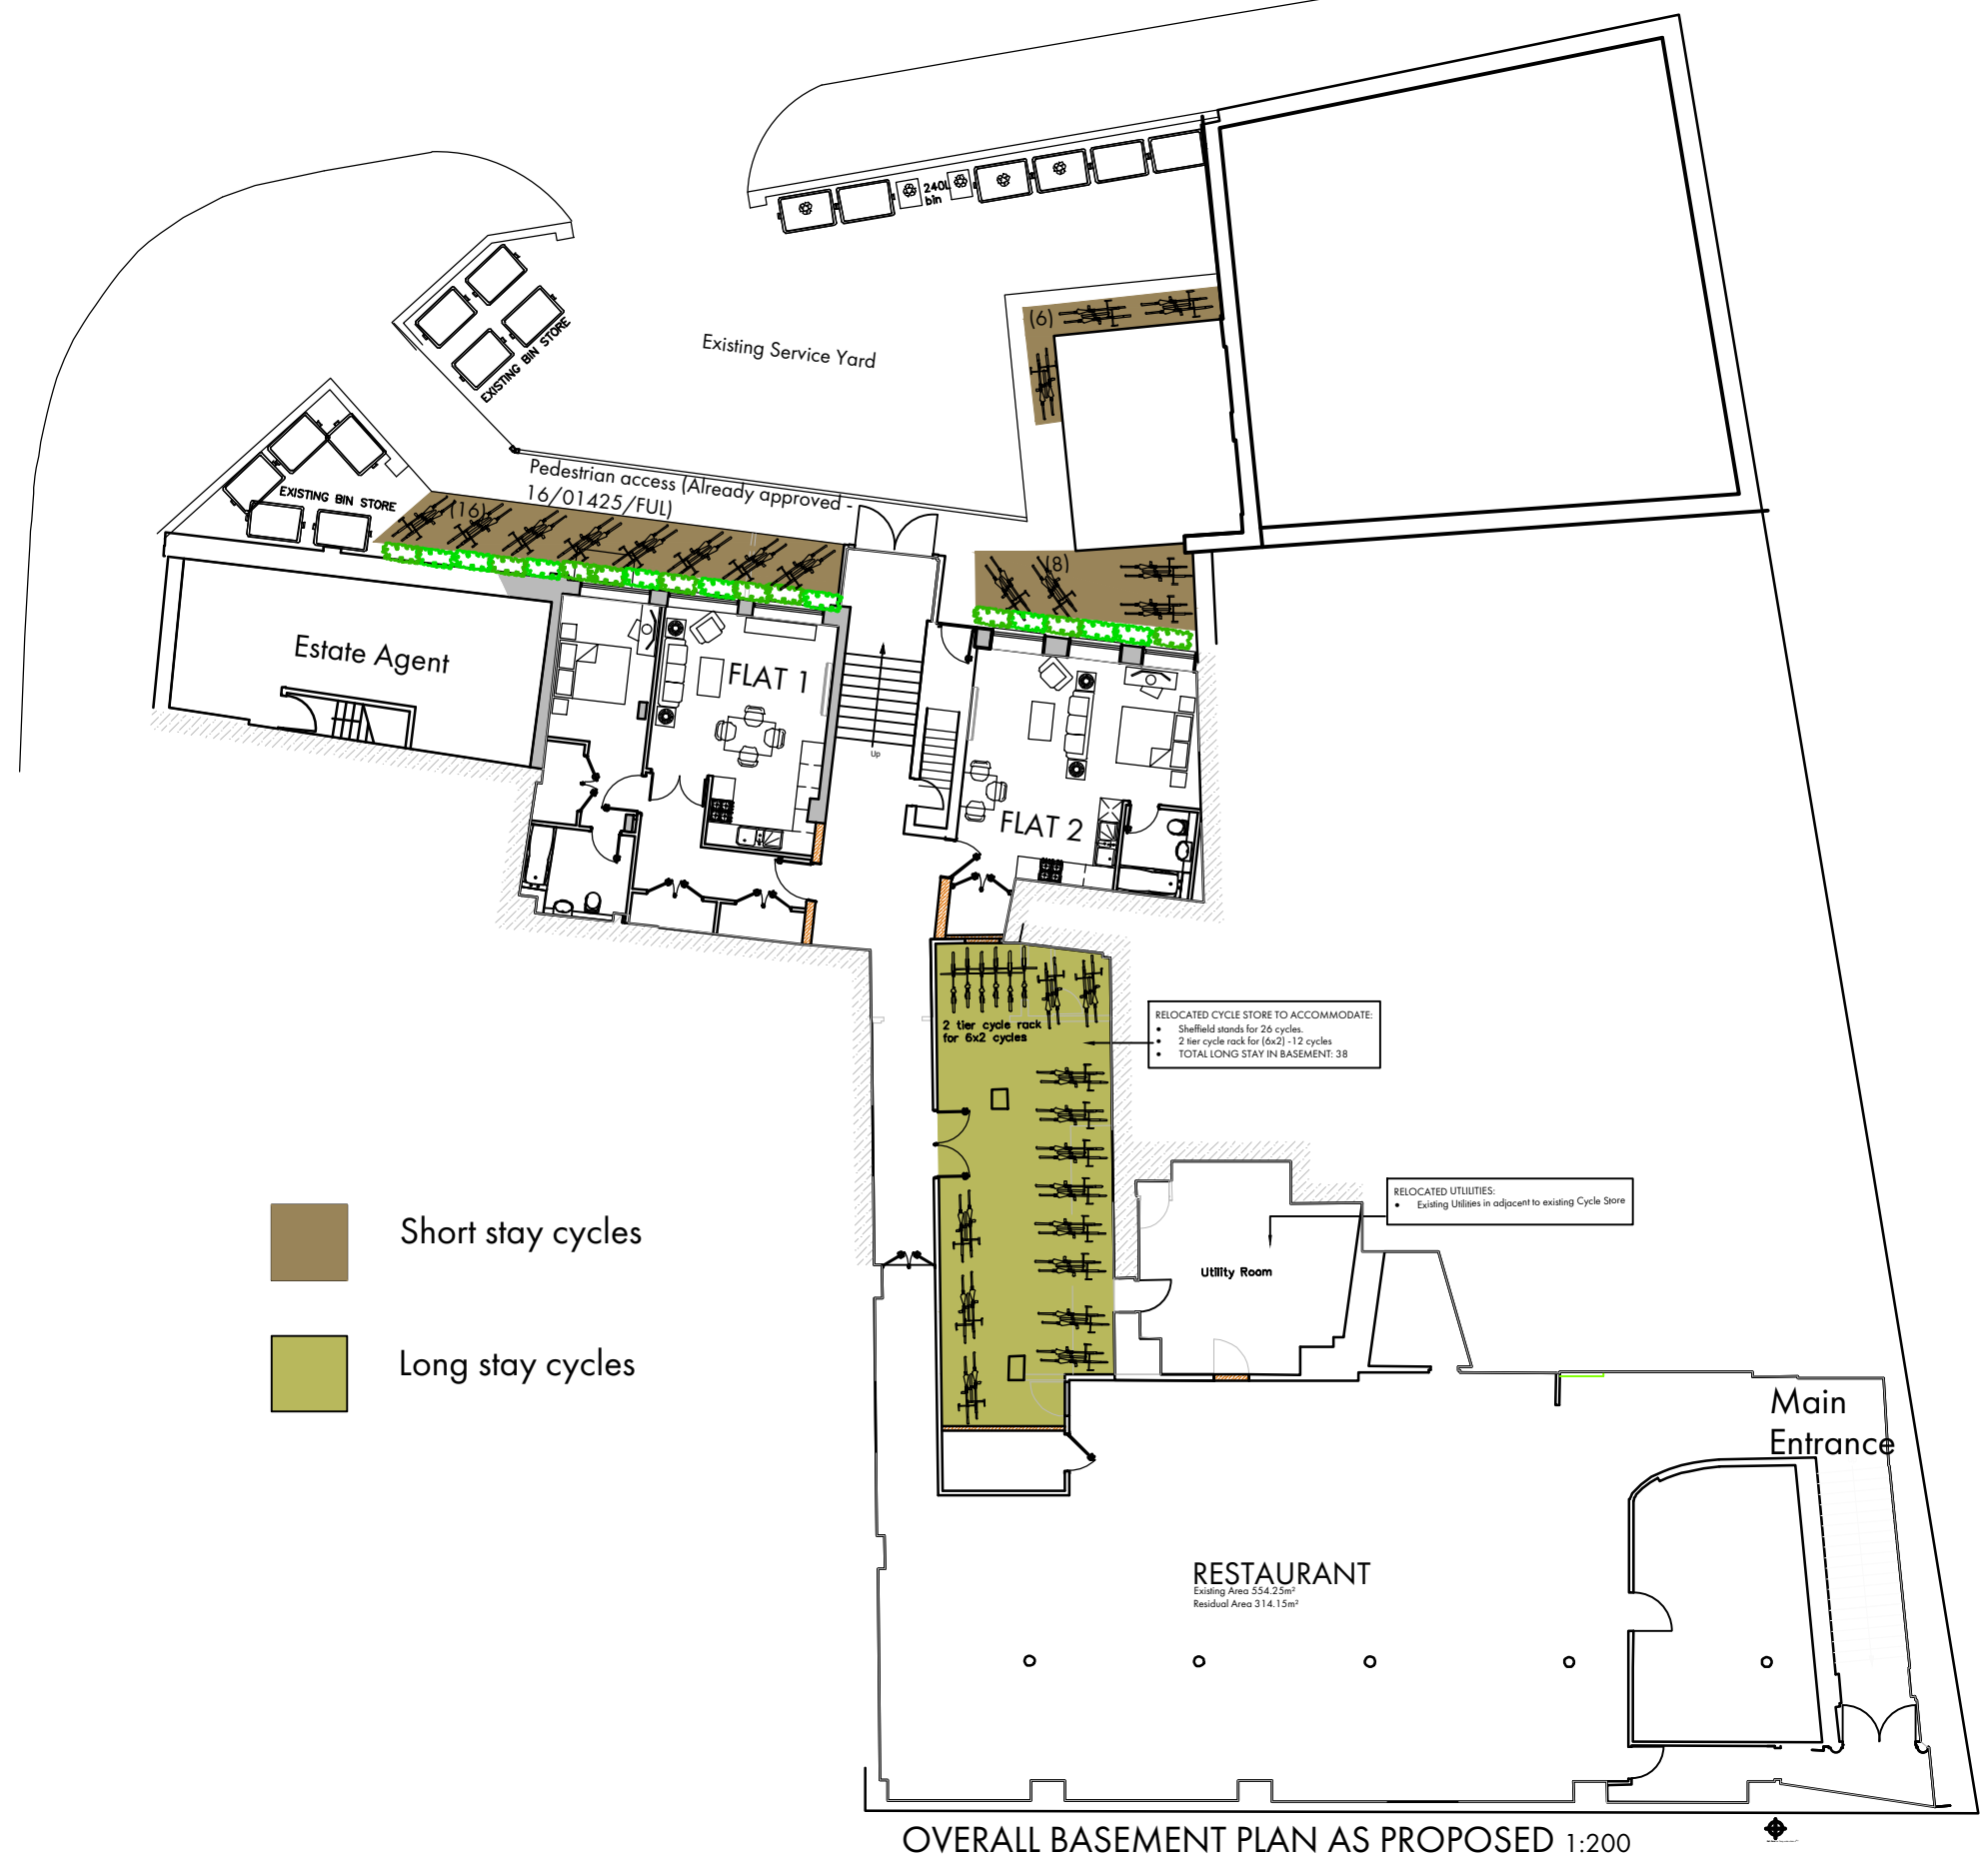 240L
bin
(6)
Existing Service Yard
EXISTING BIN STORE
Pedestrian access (Already approved -
16/01425/FUL)
EXISTING BIN STORE
(16)
(8)
Estate Agent
FLAT 1
Up
FLAT 2
2 tier cycle rack
for 6x2 cycles
RELOCATED CYCLE STORE TO ACCOMMODATE:
• Sheffield stands for 26 cycles.
• 2 tier cycle rack for (6x2) -12 cycles
• TOTAL LONG STAY IN BASEMENT: 38
RELOCATED UTLILITIES:
• Existing Utilities in adjacent to existing Cycle Store
Short stay cycles
Utility Room
Long stay cycles
Main
Entrance
RESTAURANT
Existing Area 554.25m²
Residual Area 314.15m²
OVERALL BASEMENT PLAN AS PROPOSED 1:200